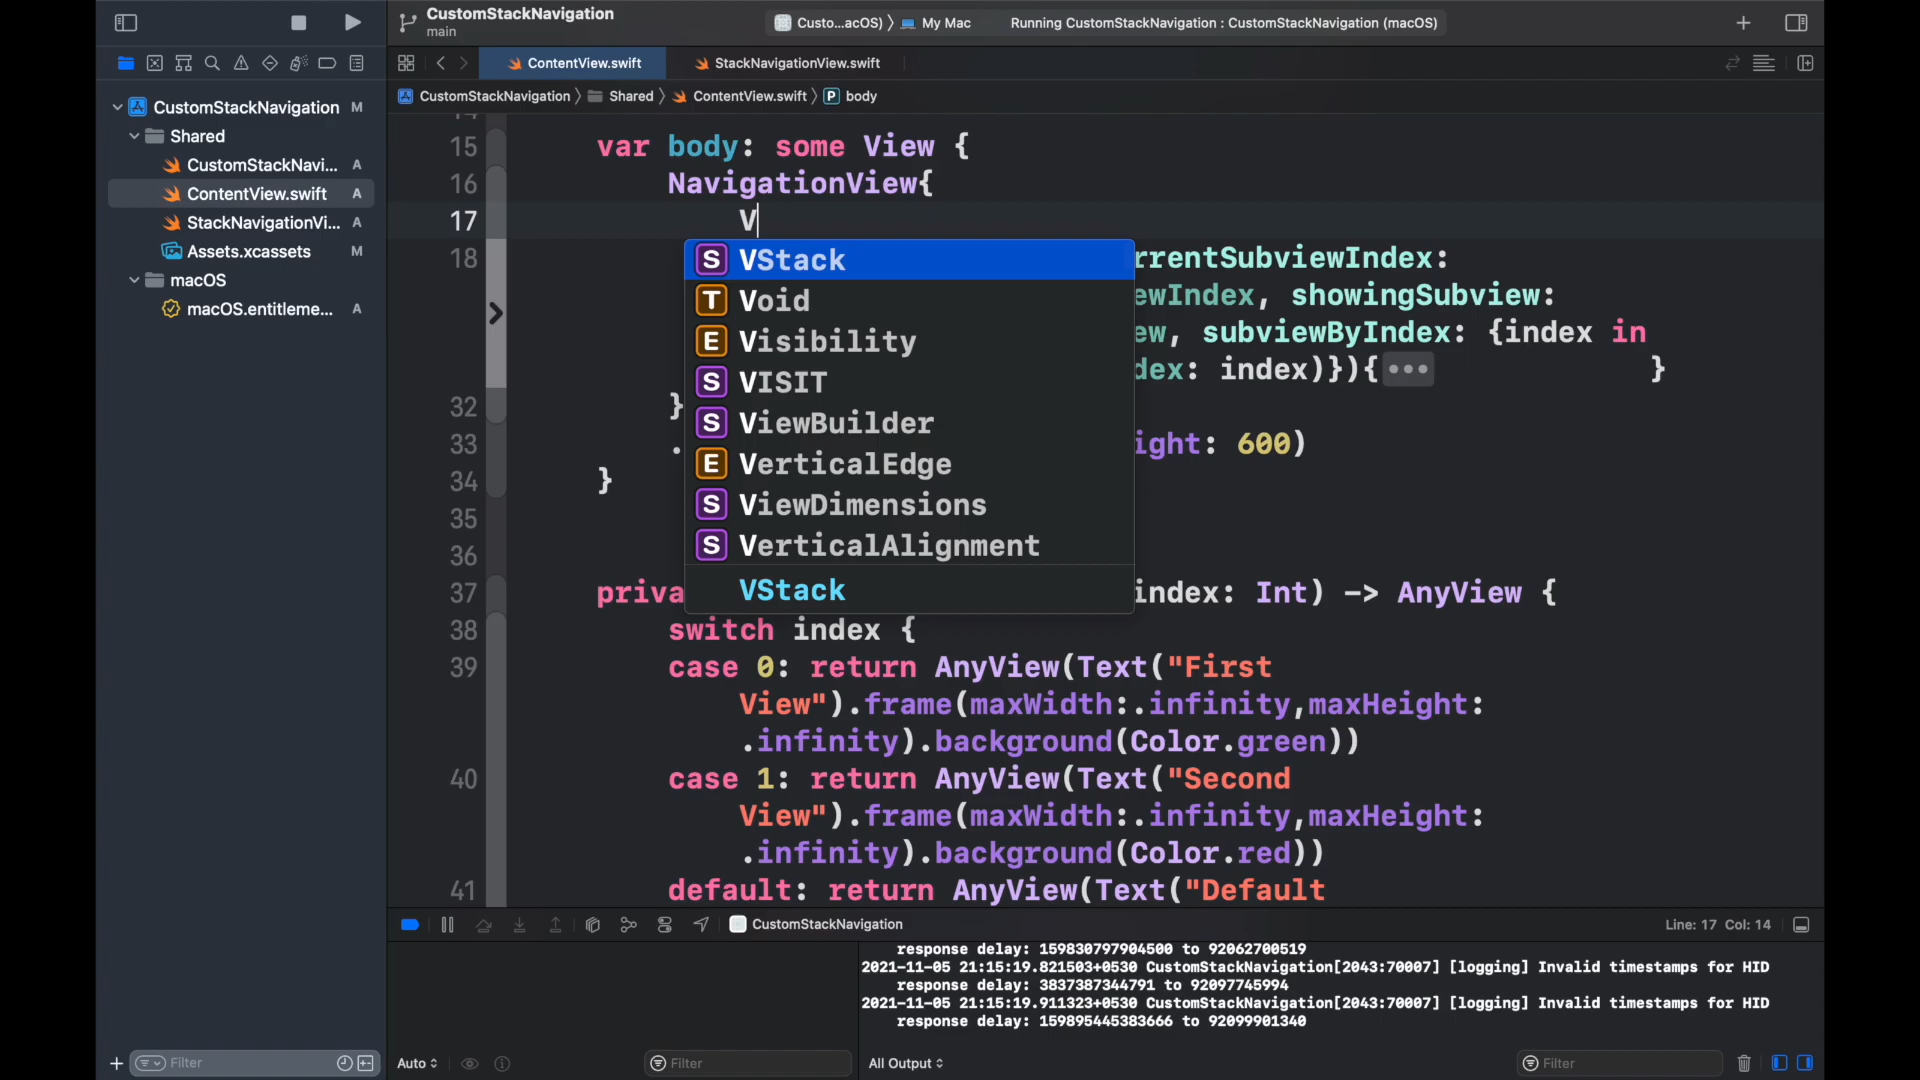 CustomStackNavigation
main
Custo...acOS) ❭ My Mac
Running CustomStackNavigation : CustomStackNavigation (macOS)
ContentView.swift
StackNavigationView.swift
CustomStackNavigation ❭ Shared ❭ ContentView.swift ❭ P body
CustomStackNavigation M
Shared
CustomStackNavi... A
ContentView.swift A
StackNavigationVi... A
Assets.xcassets M
macOS
macOS.entitleme... A
14
15 var body: some View {
16 NavigationView{
17 V
18 rrentSubviewIndex:
ewIndex, showingSubview:
ew, subviewByIndex: {index in
dex: index)}){ ••• }
32 }
33 . ight: 600)
34 }
35
36
37 priva index: Int) -> AnyView {
38 switch index {
39 case 0: return AnyView(Text("First
View").frame(maxWidth:.infinity,maxHeight:
.infinity).background(Color.green))
40 case 1: return AnyView(Text("Second
View").frame(maxWidth:.infinity,maxHeight:
.infinity).background(Color.red))
41 default: return AnyView(Text("Default
S VStack
T Void
E Visibility
S VISIT
S ViewBuilder
E VerticalEdge
S ViewDimensions
S VerticalAlignment
VStack
CustomStackNavigation
Line: 17 Col: 14
response delay: 159830797904500 to 92062700519
2021-11-05 21:15:19.821503+0530 CustomStackNavigation[2043:70007] [logging] Invalid timestamps for HID
response delay: 3837387344791 to 92097745994
2021-11-05 21:15:19.911323+0530 CustomStackNavigation[2043:70007] [logging] Invalid timestamps for HID
response delay: 159895445383666 to 92099901340
Filter
Auto
Filter
All Output
Filter